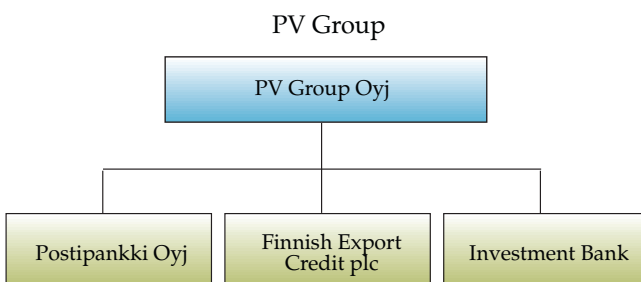 PV Group
PV Group Oyj
Postipankki Oyj
Finnish Export
Credit plc
Investment Bank